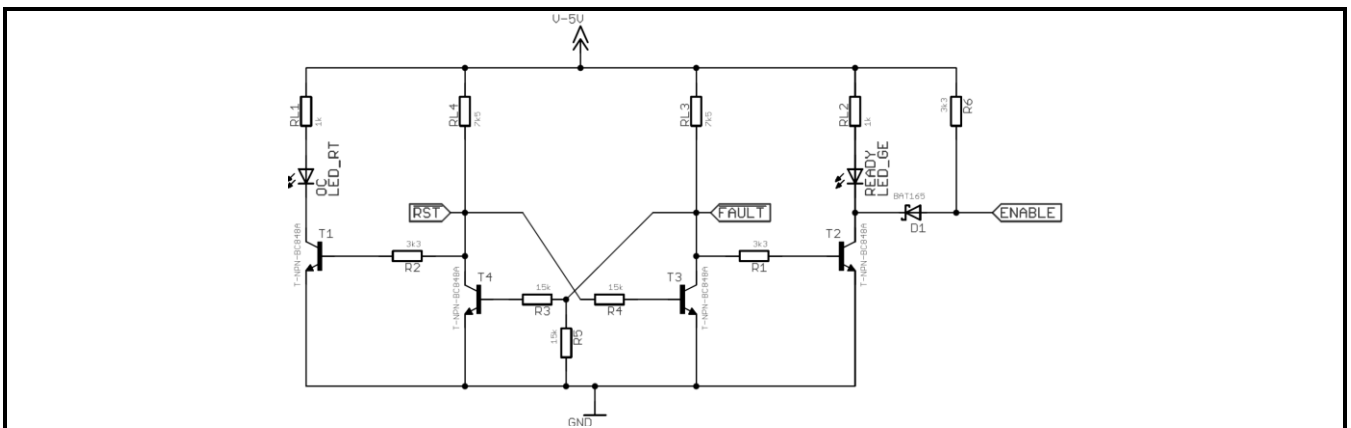 V-5V
RL1
1k
RL4
7k5
RL3
7k5
RL2
1k
3k3
R6
OC
LED_RT
READY
LED_GE
BAT165
D1
RST
FAULT
ENABLE
T1
T-NPN-BC848A
3k3
R2
T4
T-NPN-BC848A
15k
R3
15k
R4
15k
R5
T3
T-NPN-BC848A
3k3
R1
T2
T-NPN-BC848A
GND